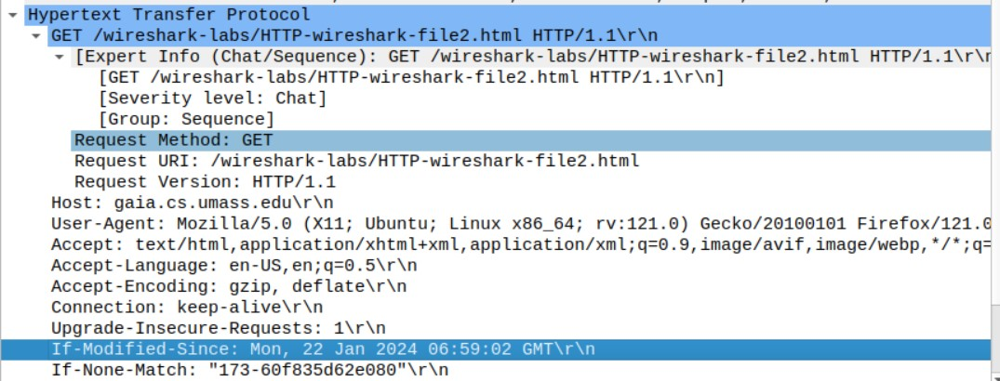 Hypertext Transfer Protocol
GET /wireshark-labs/HTTP-wireshark-file2.html HTTP/1.1\r\n
[Expert Info (Chat/Sequence): GET /wireshark-labs/HTTP-wireshark-file2.html HTTP/1.1\r\n
[GET /wireshark-labs/HTTP-wireshark-file2.html HTTP/1.1\r\n]
[Severity level: Chat]
[Group: Sequence]
Request Method: GET
Request URI: /wireshark-labs/HTTP-wireshark-file2.html
Request Version: HTTP/1.1
Host: gaia.cs.umass.edu\r\n
User-Agent: Mozilla/5.0 (X11; Ubuntu; Linux x86_64; rv:121.0) Gecko/20100101 Firefox/121.0
Accept: text/html,application/xhtml+xml,application/xml;q=0.9,image/avif,image/webp,*/*;q=
Accept-Language: en-US,en;q=0.5\r\n
Accept-Encoding: gzip, deflate\r\n
Connection: keep-alive\r\n
Upgrade-Insecure-Requests: 1\r\n
If-Modified-Since: Mon, 22 Jan 2024 06:59:02 GMT\r\n
If-None-Match: "173-60f835d62e080"\r\n